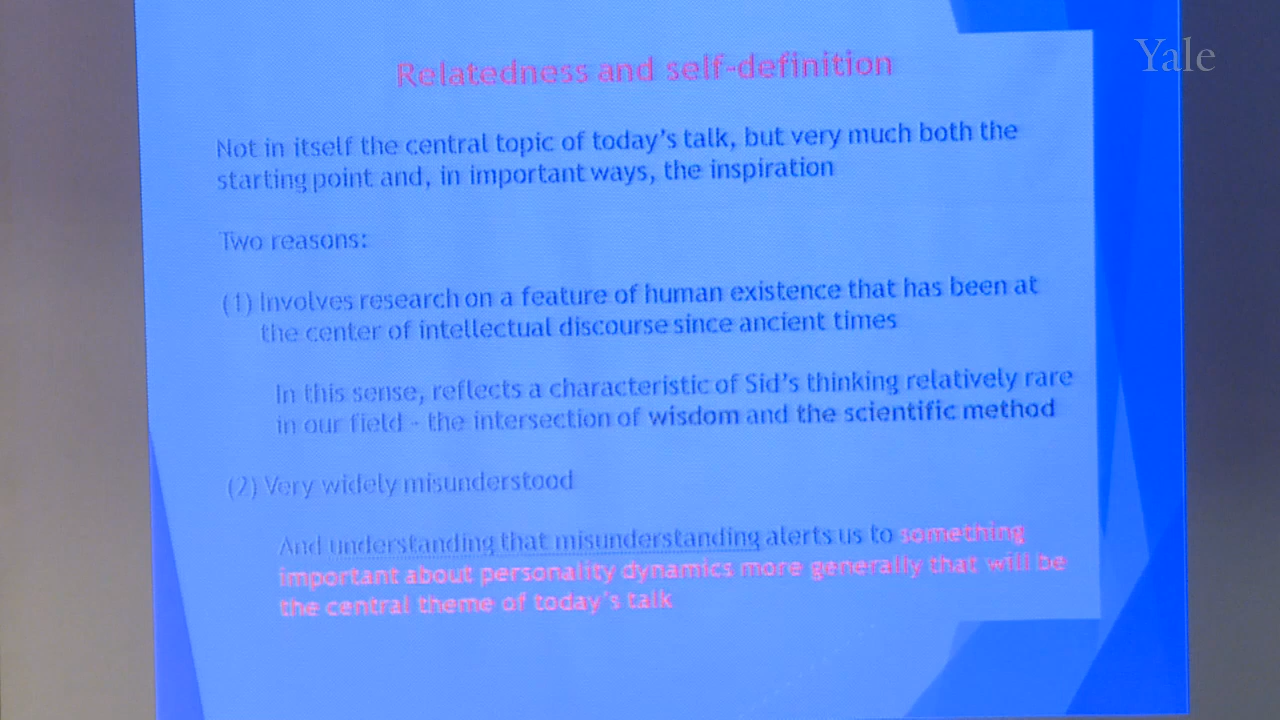 Yale
Relatedness and self-definition
Not in itself the central topic of today's talk, but very much both the
starting point and, in important ways, the inspiration
Two reasons:
(1) Involves research on a feature of human existence that has been at
the center of intellectual discourse since ancient times
In this sense, reflects a characteristic of Sid's thinking relatively rare
in our field - the intersection of wisdom and the scientific method
(2) Very widely misunderstood
And understanding that misunderstanding alerts us to something
important about personality dynamics more generally that will be
the central theme of today's talk